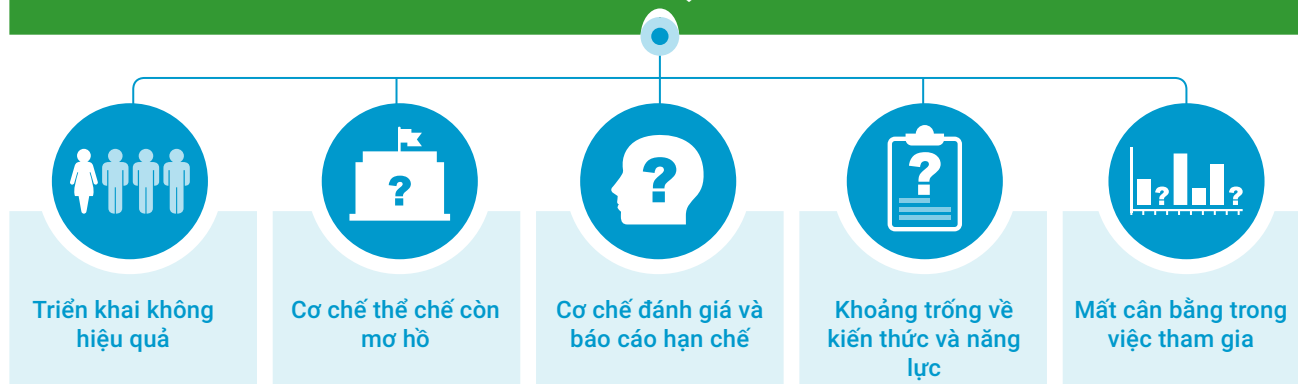 ?
?
?
? ?
Triển khai không
hiệu quả
Cơ chế thể chế còn
mơ hồ
Cơ chế đánh giá và
báo cáo hạn chế
Khoảng trống về
kiến thức và năng
lực
Mất cân bằng trong
việc tham gia